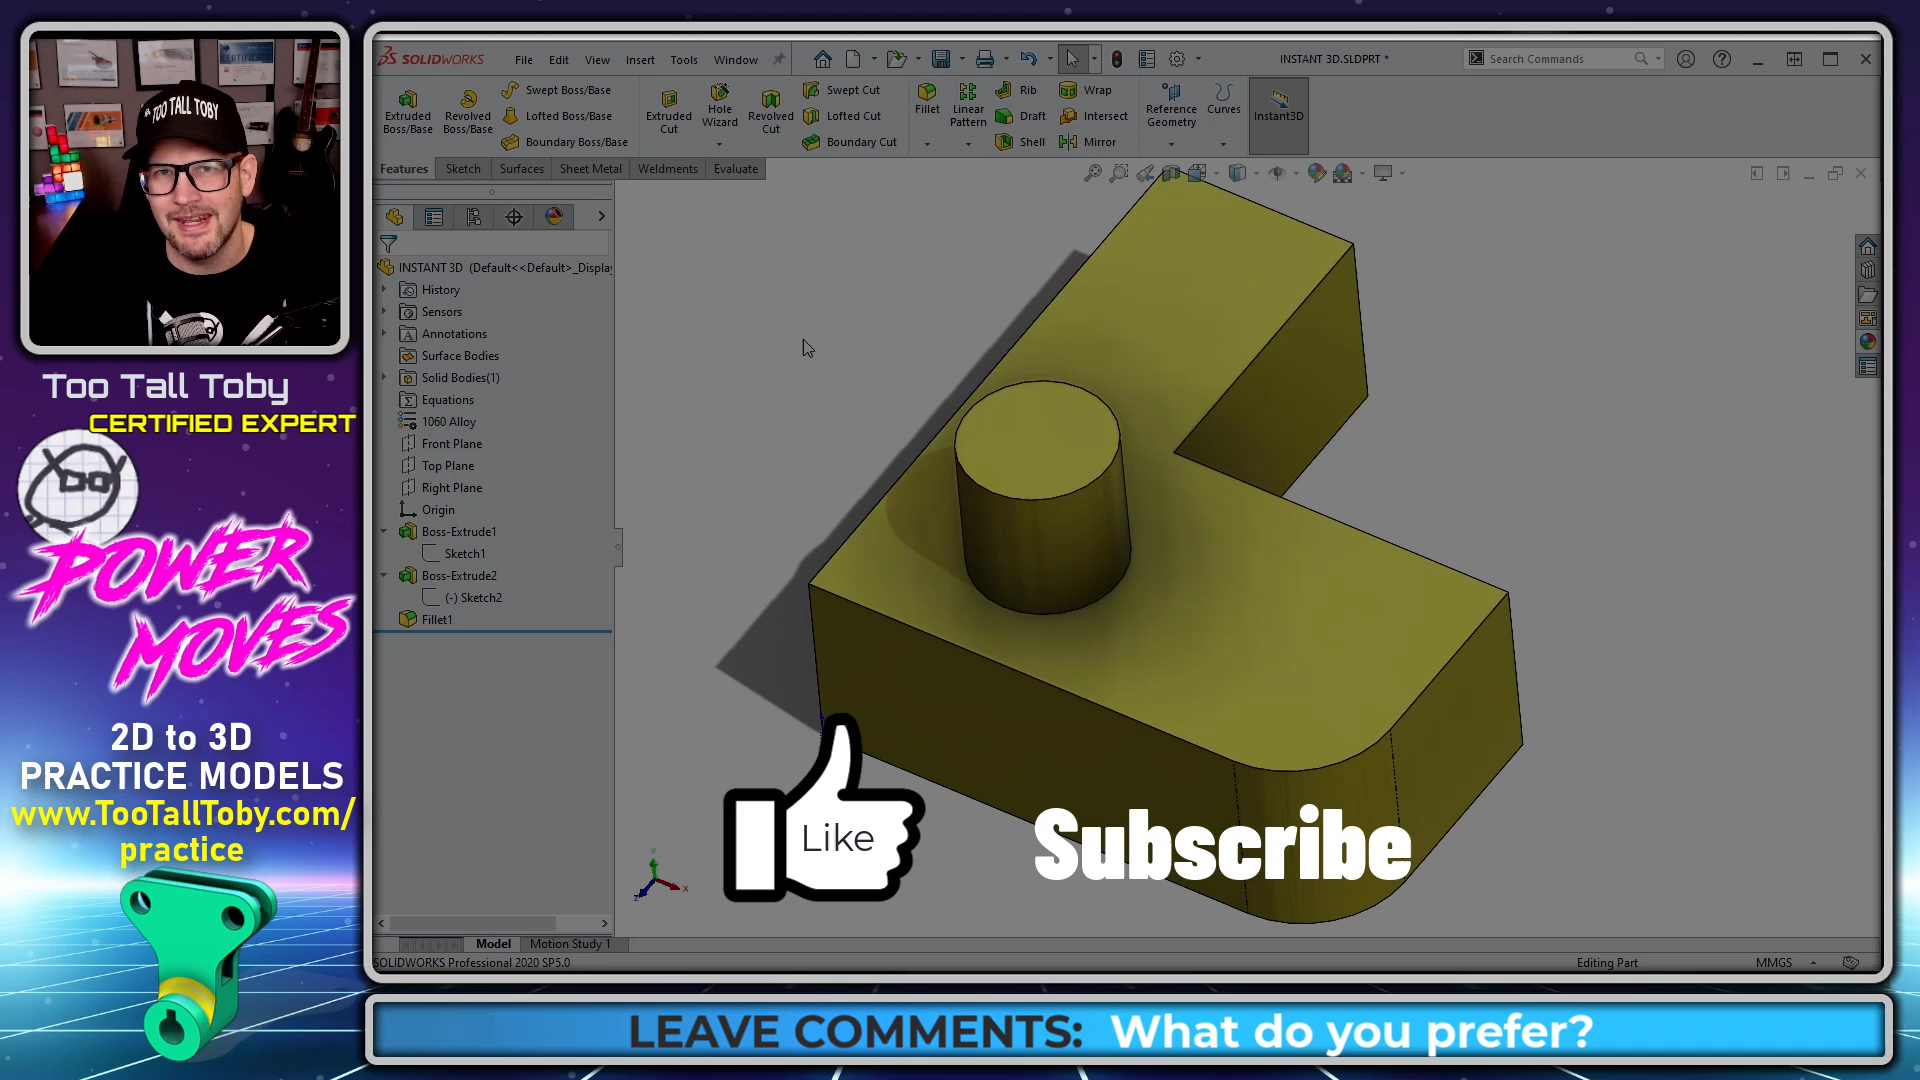 TOO TALL TOBY
CERTIFICATE
Too Tall Toby
CERTIFIED EXPERT
POWER
MOVES
2D to 3D
PRACTICE MODELS
www.TooTallToby.com/
practice
SOLIDWORKS
File Edit View Insert Tools Window
INSTANT 3D.SLDPRT *
Search Commands
Extruded Boss/Base
Revolved Boss/Base
Swept Boss/Base
Lofted Boss/Base
Boundary Boss/Base
Extruded Cut
Hole Wizard
Revolved Cut
Swept Cut
Lofted Cut
Boundary Cut
Fillet
Linear Pattern
Rib
Draft
Shell
Wrap
Intersect
Mirror
Reference Geometry
Curves
Instant3D
Features Sketch Surfaces Sheet Metal Weldments Evaluate
INSTANT 3D (Default<<Default>_Display
History
Sensors
Annotations
Surface Bodies
Solid Bodies(1)
Equations
1060 Alloy
Front Plane
Top Plane
Right Plane
Origin
Boss-Extrude1
Sketch1
Boss-Extrude2
(-) Sketch2
Fillet1
Like
Subscribe
Y
X
Z
Model Motion Study 1
SOLIDWORKS Professional 2020 SP5.0
Editing Part
MMGS
LEAVE COMMENTS: What do you prefer?